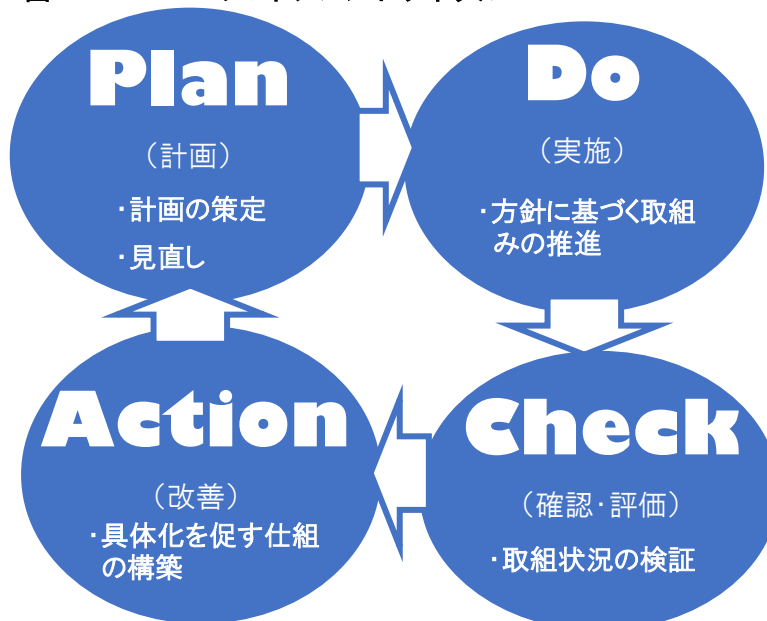 Plan
（計画）
・計画の策定
・見直し
Do
（実施）
・方針に基づく取組
みの推進
Action
（改善）
・具体化を促す仕組
の構築
Check
（確認・評価）
・取組状況の検証